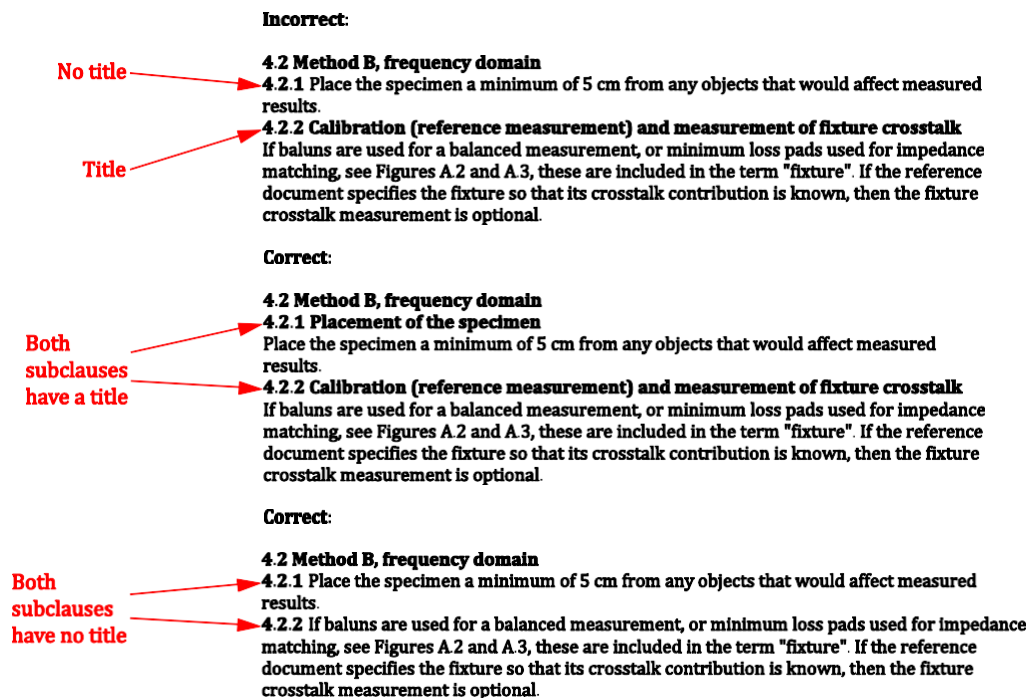 Incorrect:
4.2 Method B, frequency domain
No title
4.2.1 Place the specimen a minimum of 5 cm from any objects that would affect measured
results.
4.2.2 Calibration (reference measurement) and measurement of fixture crosstalk
Title
If baluns are used for a balanced measurement, or minimum loss pads used for impedance
matching, see Figures A.2 and A.3, these are included in the term "fixture". If the reference
document specifies the fixture so that its crosstalk contribution is known, then the fixture
crosstalk measurement is optional.
Correct:
4.2 Method B, frequency domain
4.2.1 Placement of the specimen
Both
subclauses
have a title
Place the specimen a minimum of 5 cm from any objects that would affect measured
results.
4.2.2 Calibration (reference measurement) and measurement of fixture crosstalk
If baluns are used for a balanced measurement, or minimum loss pads used for impedance
matching, see Figures A.2 and A.3, these are included in the term "fixture". If the reference
document specifies the fixture so that its crosstalk contribution is known, then the fixture
crosstalk measurement is optional.
Correct:
4.2 Method B, frequency domain
Both
subclauses
have no title
4.2.1 Place the specimen a minimum of 5 cm from any objects that would affect measured
results.
4.2.2 If baluns are used for a balanced measurement, or minimum loss pads used for impedance
matching, see Figures A.2 and A.3, these are included in the term "fixture". If the reference
document specifies the fixture so that its crosstalk contribution is known, then the fixture
crosstalk measurement is optional.